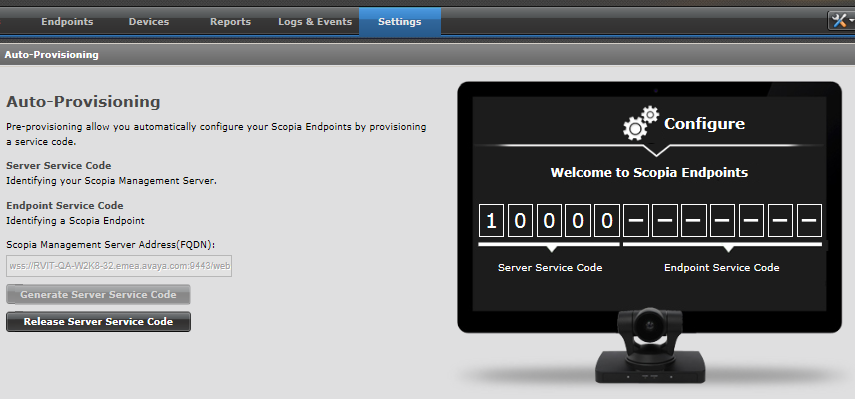 Endpoints Devices Reports Logs & Events Settings
Auto-Provisioning
Auto-Provisioning
Pre-provisioning allow you automatically configure your Scopia Endpoints by provisioning
a service code.
Server Service Code
Identifying your Scopia Management Server.
Endpoint Service Code
Identifying a Scopia Endpoint
Scopia Management Server Address(FQDN):
wss://RVIT-QA-W2K8-32.emea.avaya.com:9443/web
Generate Server Service Code
Release Server Service Code
Configure
Welcome to Scopia Endpoints
1 0 0 0 0 – – – – – – –
Server Service Code Endpoint Service Code